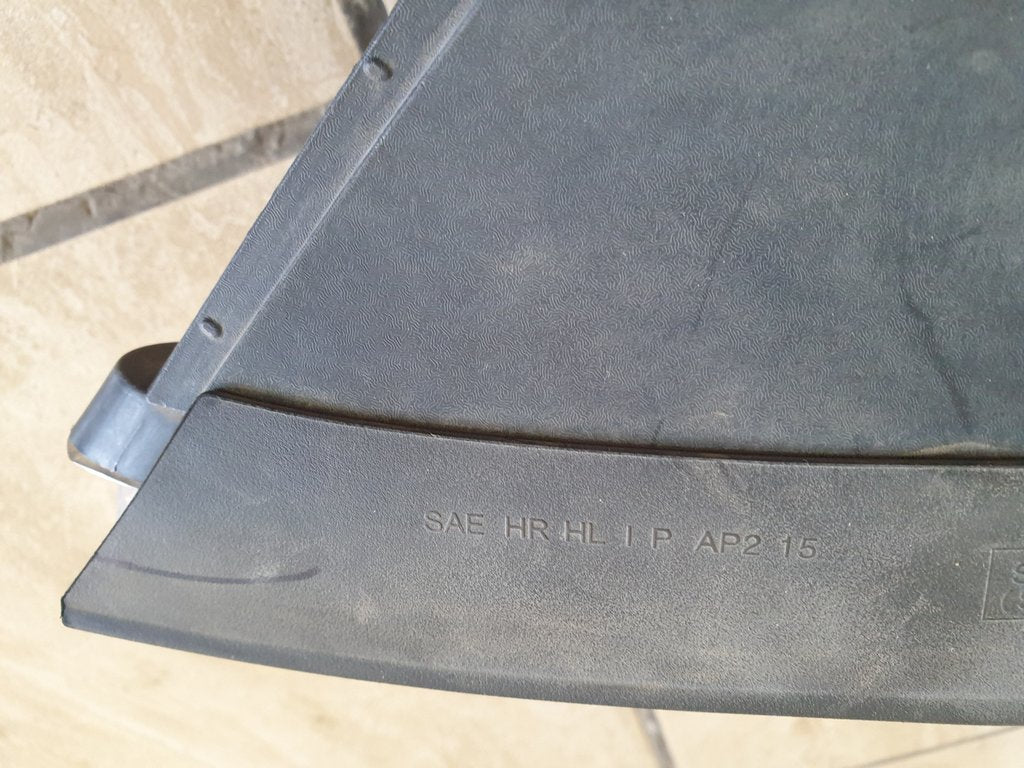 SAE HR HL I P AP2 15